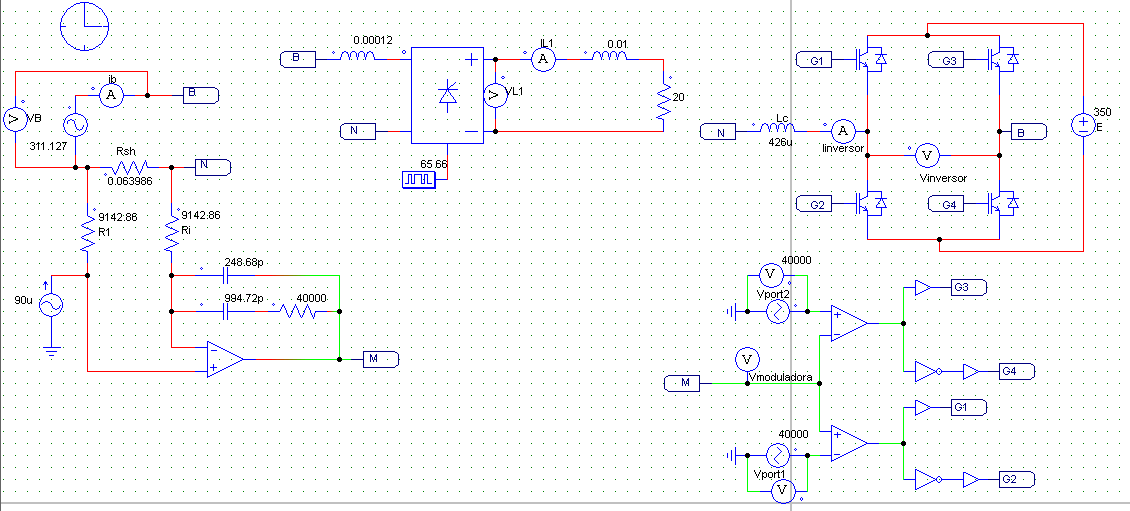 ib
A
B
VB
V
311.127
Rsh
0.063986
N
9142.86
R1
9142.86
Ri
248.68p
994.72p
40000
90u
M
B
0.00012
N
65 66
IL1
A
0.01
V
VL1
20
G1
G3
N
Lc
426u
A
Iinversor
V
Vinversor
B
350
E
G2
G4
40000
V
Vport2
V
Vmoduladora
M
40000
Vport1
V
G3
G4
G1
G2